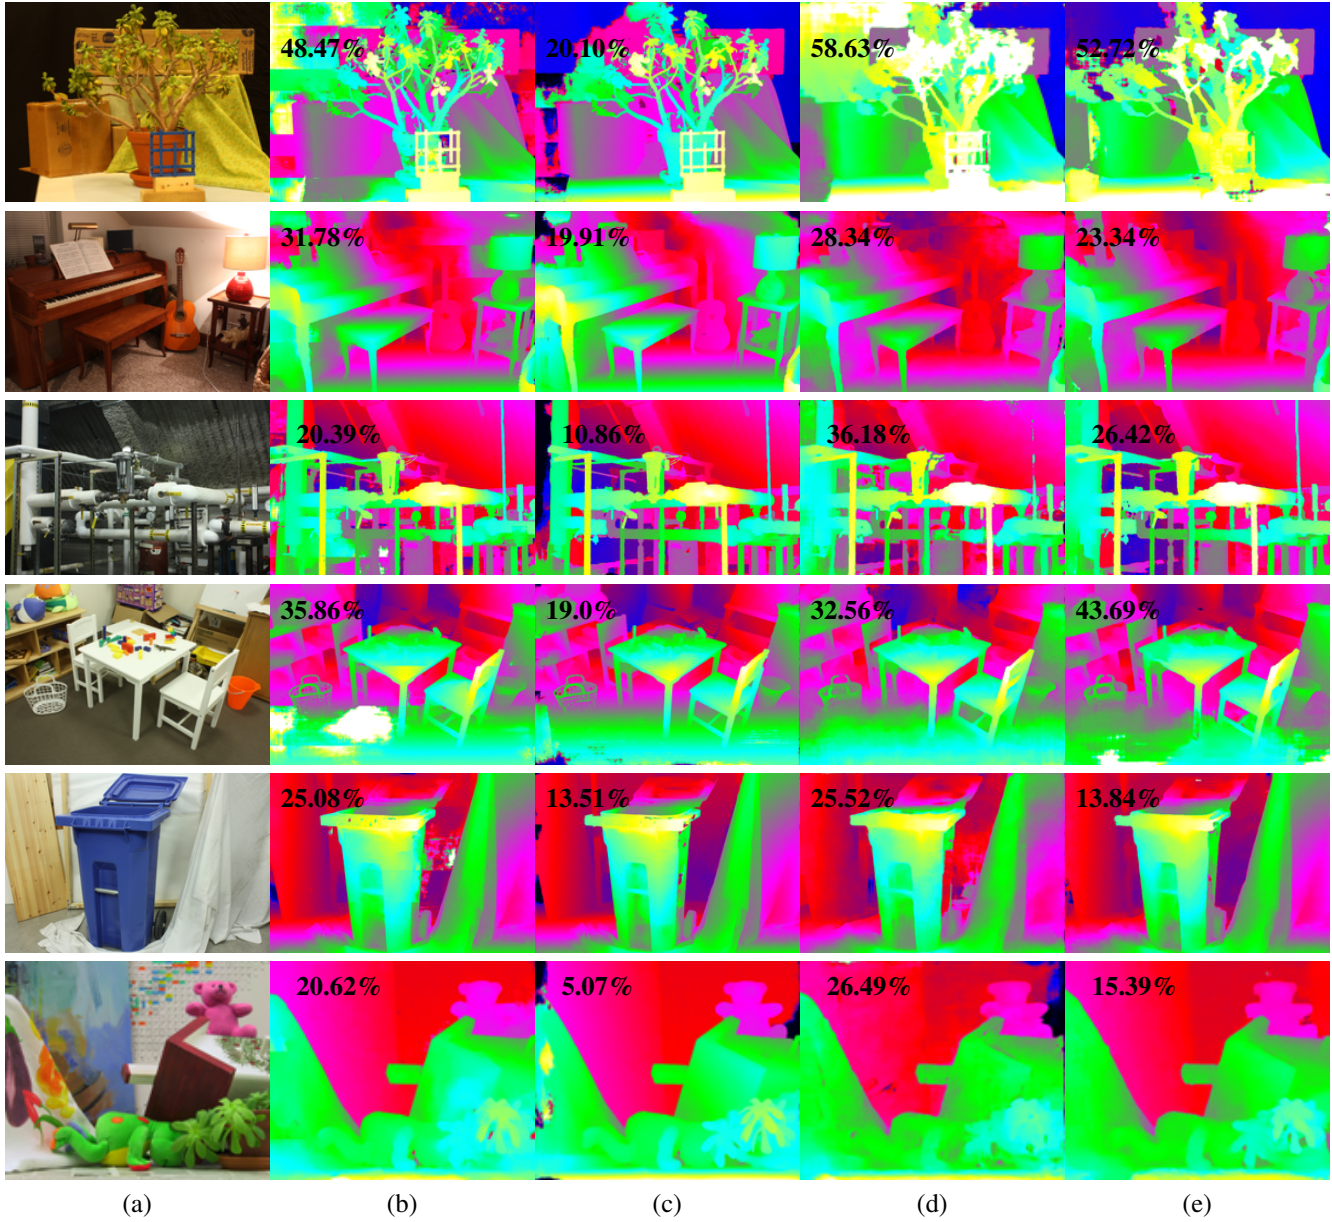 48.47% 20.10% 58.63% 52.72%
31.78% 19.91% 28.34% 23.34%
20.39% 10.86% 36.18% 26.42%
35.86% 19.0% 32.56% 43.69%
25.08% 13.51% 25.52% 13.84%
20.62% 5.07% 26.49% 15.39%
(a) (b) (c) (d) (e)